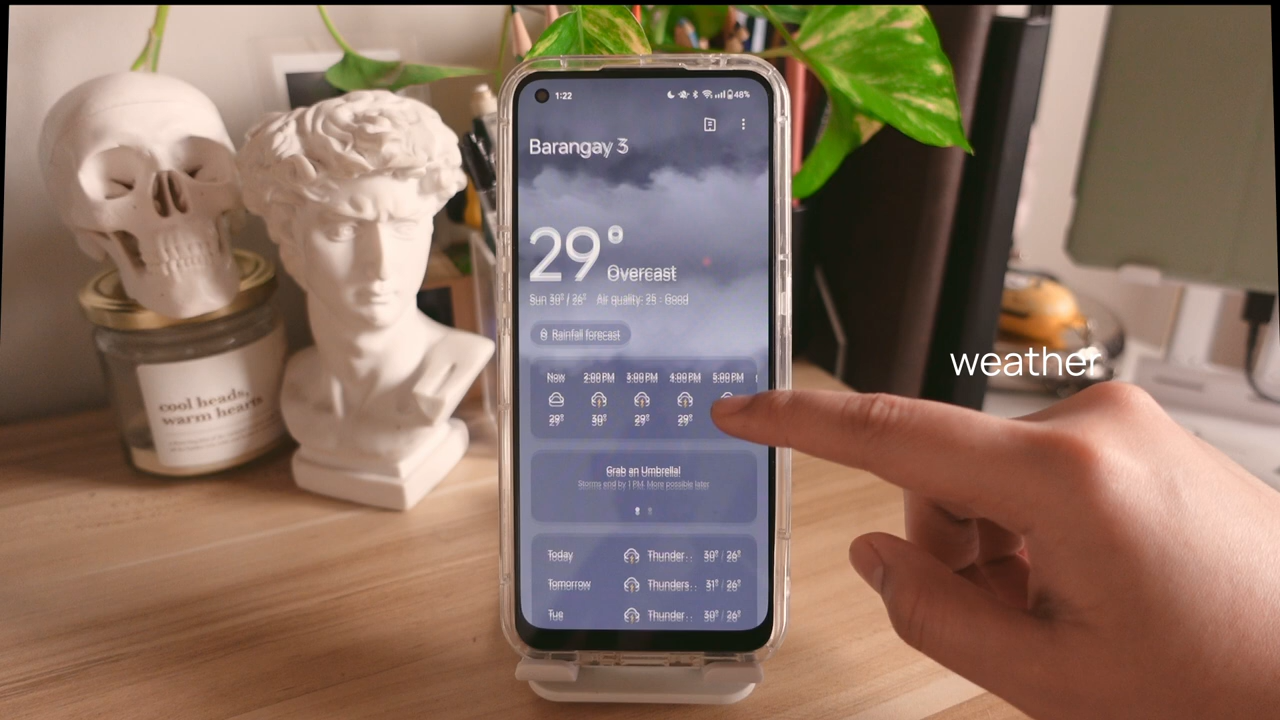 1:22
48%
Barangay 3
29°
Overcast
Sun 30° / 26° Air quality: 25 · Good
Rainfall forecast
Now 2:00 PM 3:00 PM 4:00 PM 5:00 PM
29° 30° 29° 29°
Grab an Umbrella!
Storms end by 1 PM. More possible later.
Today Thunder... 30° / 26°
Tomorrow Thunders... 31° / 26°
Tue Thunder... 30° / 26°
weather
cool heads,
warm hearts